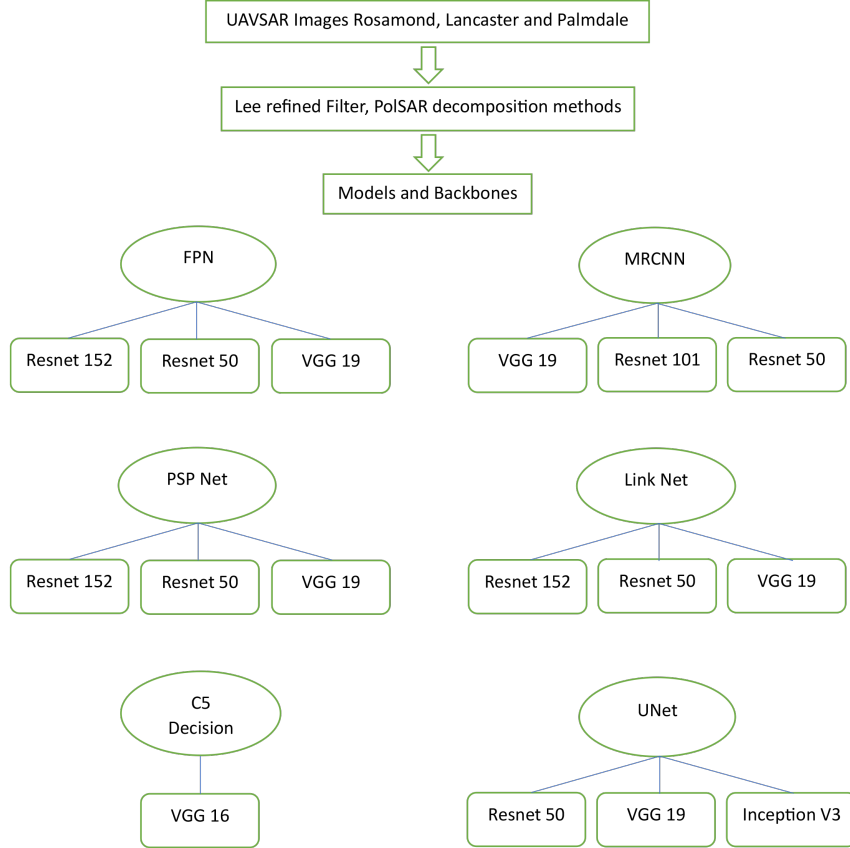 UAVSAR Images Rosamond, Lancaster and Palmdale
Lee refined Filter, PolSAR decomposition methods
Models and Backbones
FPN
Resnet 152
Resnet 50
VGG 19
MRCNN
VGG 19
Resnet 101
Resnet 50
PSP Net
Resnet 152
Resnet 50
VGG 19
Link Net
Resnet 152
Resnet 50
VGG 19
C5
Decision
VGG 16
UNet
Resnet 50
VGG 19
Inception V3